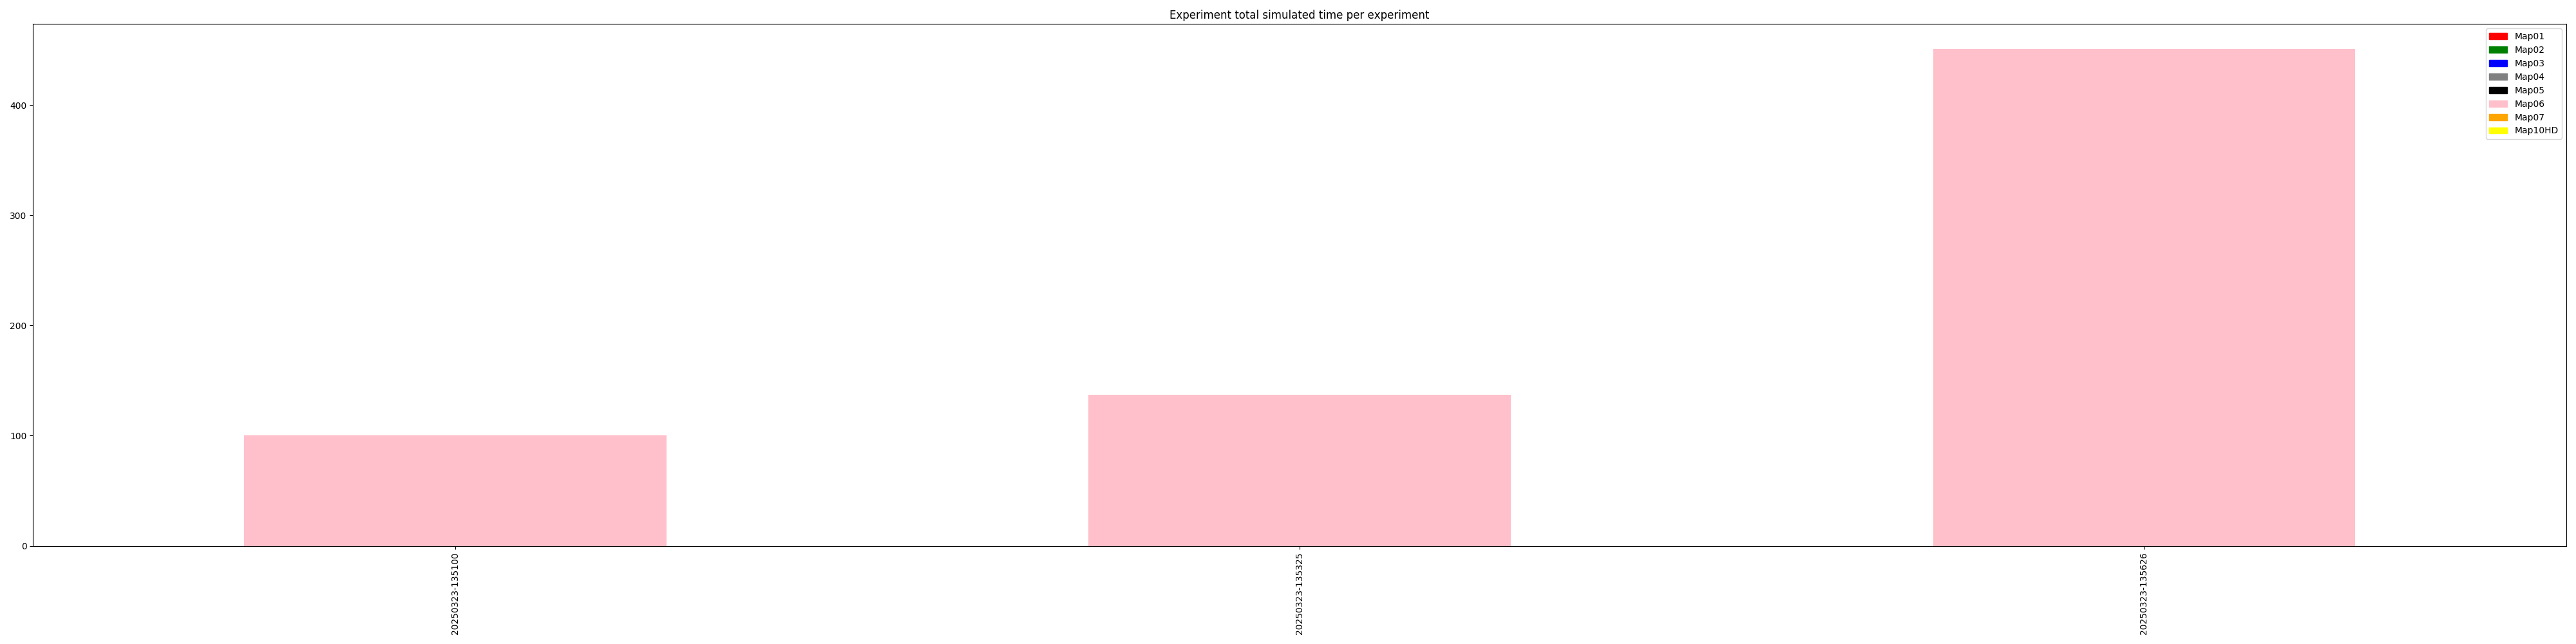 Experiment total simulated time per experiment
Map01
Map02
Map03
Map04
Map05
Map06
Map07
Map10HD
400
300
200
100
0
20250323-135100
20250323-135325
20250323-135626